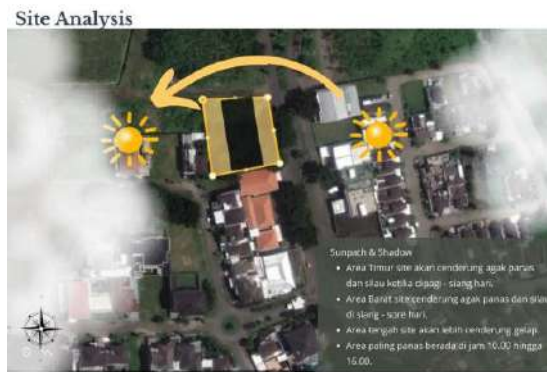 Site Analysis
Sunpath & Shadow
• Area Timur site akan cenderung agak panas
dan silau ketika dipagi - siang hari.
• Area Barat site cenderung agak panas dan silau
di siang - sore hari.
• Area tengah site akan lebih cenderung gelap.
• Area paling panas berada di jam 10.00 hingga
16.00.